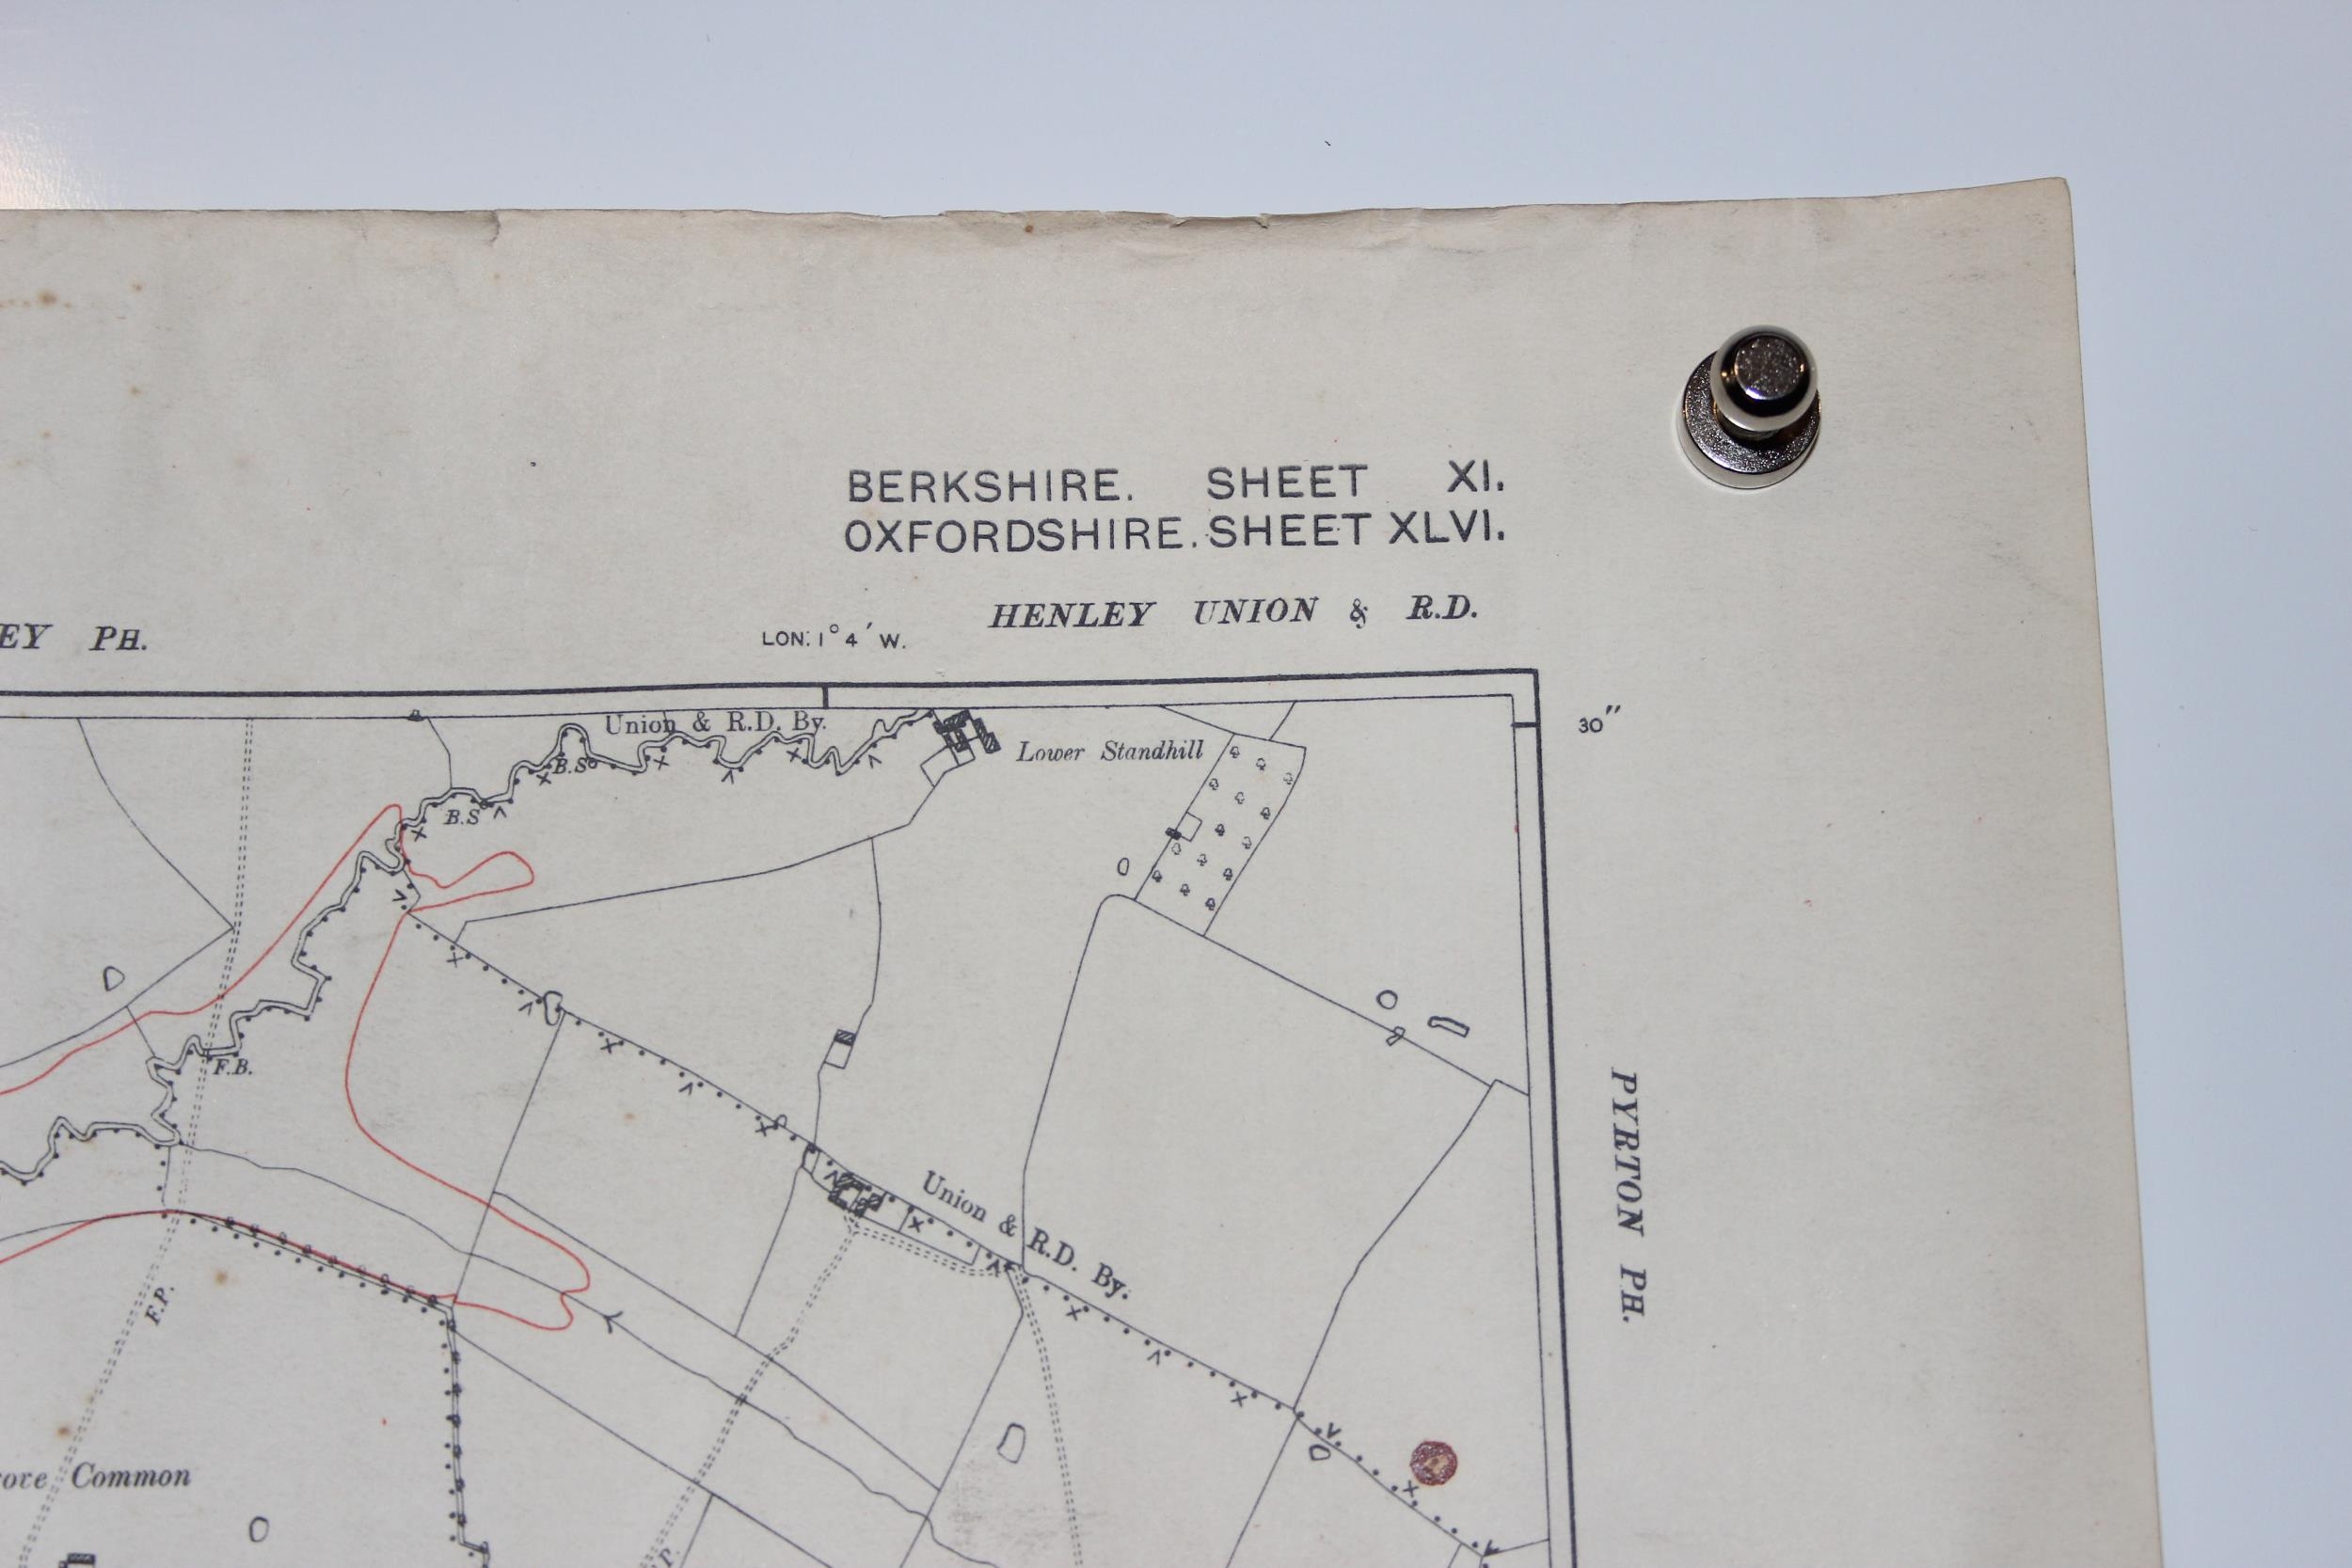 BERKSHIRE. SHEET XI.
OXFORDSHIRE. SHEET XLVI.
HENLEY UNION & R.D.
EY PH.
LON: 1° 4′ W.
30″
Union & R.D. By.
Lower Standhill
B.S
B.S
F.B.
PYRTON PH.
Union & R.D. By.
F.P.
Common